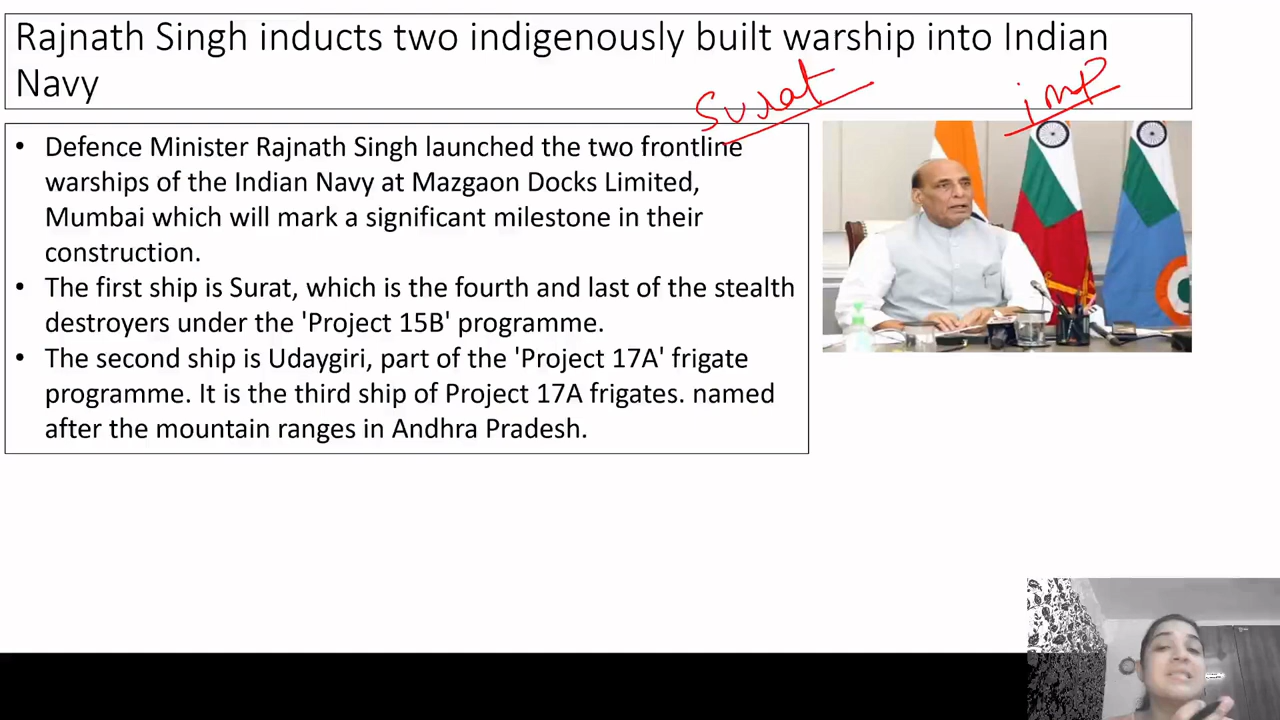 Rajnath Singh inducts two indigenously built warship into Indian
Navy
Surat
imp
• Defence Minister Rajnath Singh launched the two frontline
warships of the Indian Navy at Mazgaon Docks Limited,
Mumbai which will mark a significant milestone in their
construction.
• The first ship is Surat, which is the fourth and last of the stealth
destroyers under the 'Project 15B' programme.
• The second ship is Udaygiri, part of the 'Project 17A' frigate
programme. It is the third ship of Project 17A frigates. named
after the mountain ranges in Andhra Pradesh.